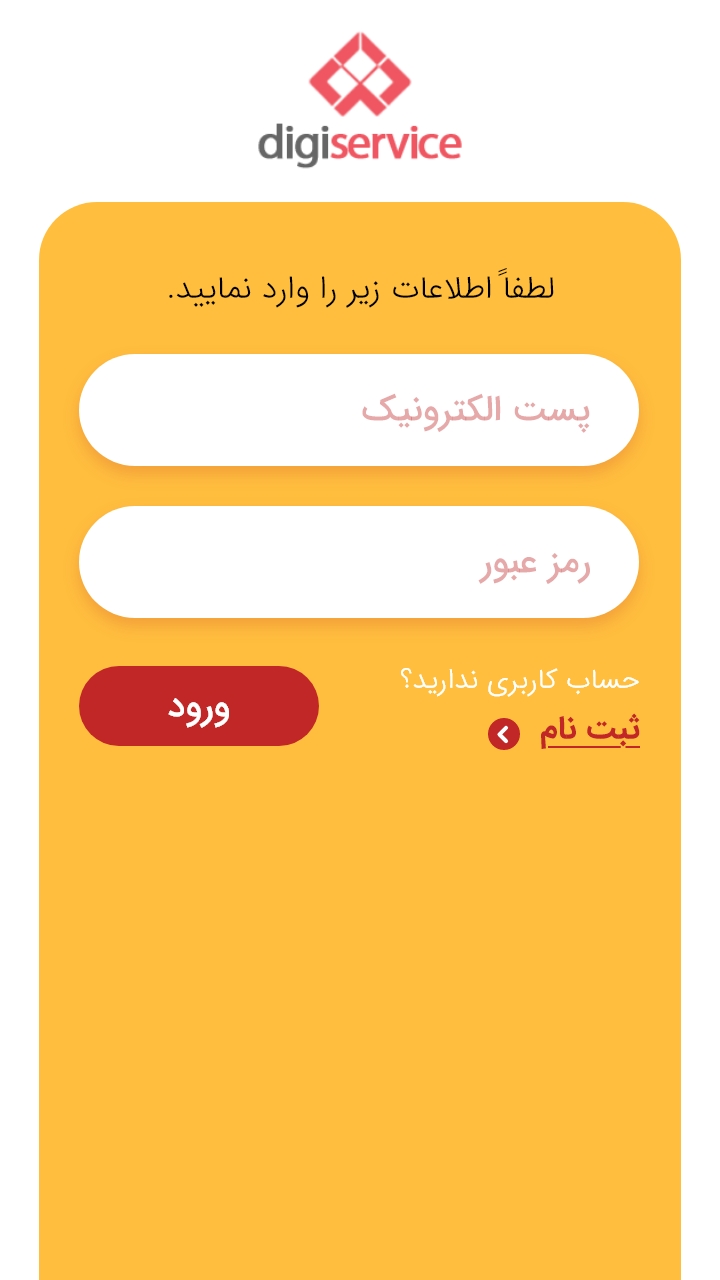 digiservice
لطفاً اطلاعات زیر را وارد نمایید.
پست الکترونیک
رمز عبور
حساب کاربری ندارید؟
ثبت نام
ورود